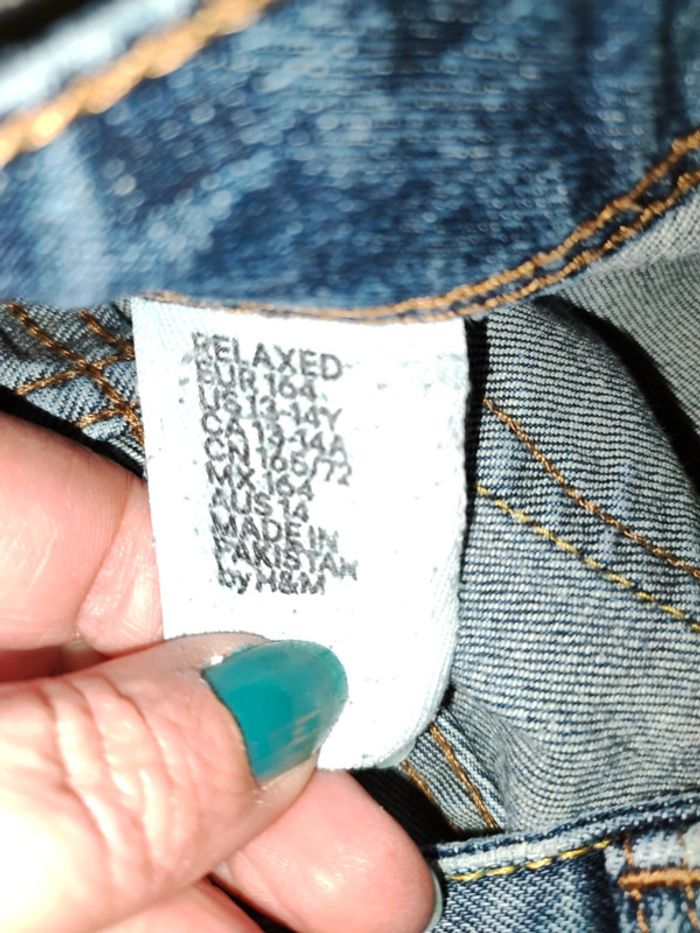 RELAXED
EUR 164
US 13-14Y
CA 13-14A
CN 165/72
MX 164
AUS 14
MADE IN
PAKISTAN
by H&M